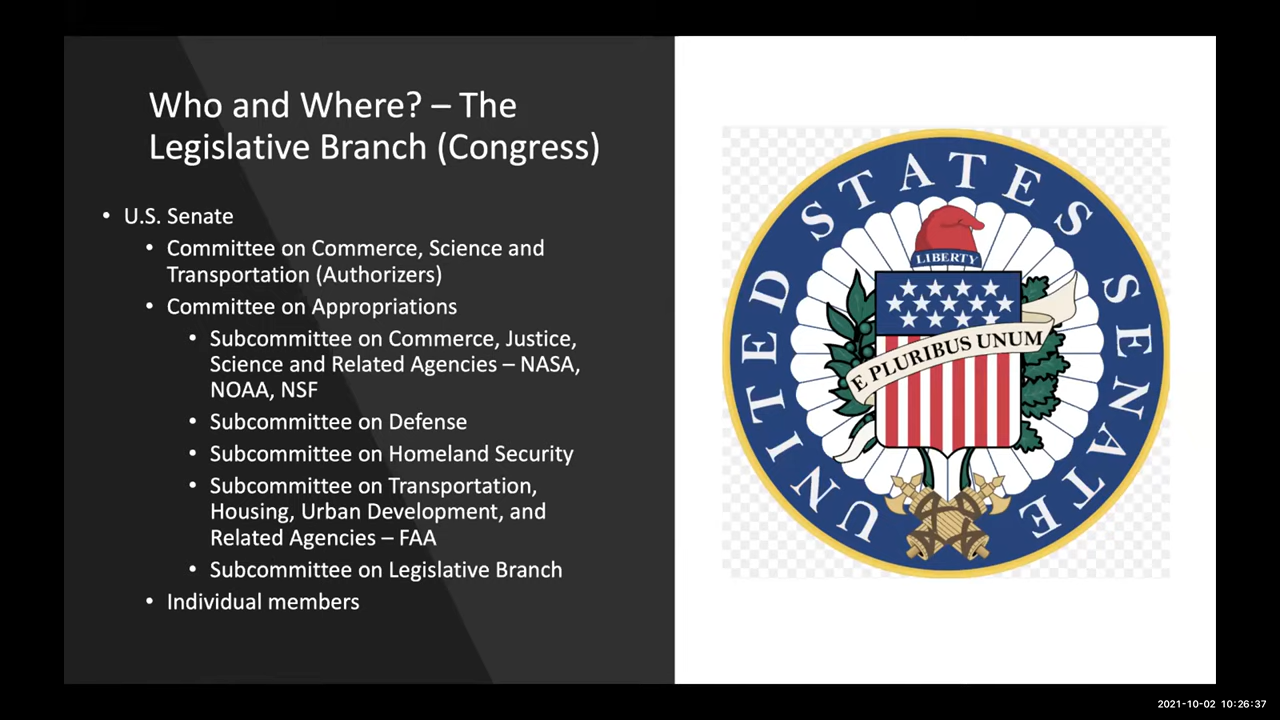 Who and Where? – The
Legislative Branch (Congress)
• U.S. Senate
• Committee on Commerce, Science and
Transportation (Authorizers)
• Committee on Appropriations
• Subcommittee on Commerce, Justice,
Science and Related Agencies – NASA,
NOAA, NSF
• Subcommittee on Defense
• Subcommittee on Homeland Security
• Subcommittee on Transportation,
Housing, Urban Development, and
Related Agencies – FAA
• Subcommittee on Legislative Branch
• Individual members
UNITED STATES SENATE
LIBERTY
E PLURIBUS UNUM
2021-10-02 10:26:37